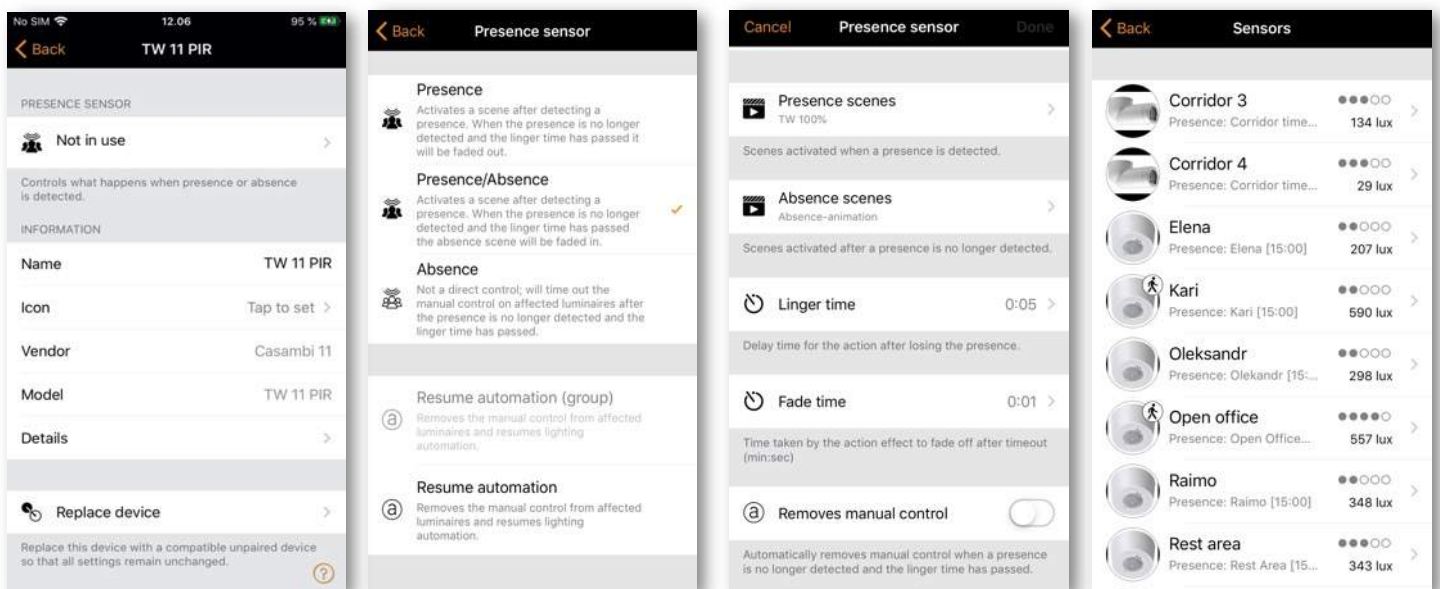 No SIM 12.06 95 %
Back TW 11 PIR
PRESENCE SENSOR
Not in use
Controls what happens when presence or absence
is detected.
INFORMATION
Name TW 11 PIR
Icon Tap to set
Vendor Casambi 11
Model TW 11 PIR
Details
Replace device
Replace this device with a compatible unpaired device
so that all settings remain unchanged.
?
Back Presence sensor
Presence
Activates a scene after detecting a
presence. When the presence is no longer
detected and the linger time has passed it
will be faded out.
Presence/Absence
Activates a scene after detecting a
presence. When the presence is no longer
detected and the linger time has passed
the absence scene will be faded in.
Absence
Not a direct control; will time out the
manual control on affected luminaires after
the presence is no longer detected and the
linger time has passed.
Resume automation (group)
a
Removes the manual control from affected
luminaires and resumes lighting
automation.
Resume automation
a
Removes the manual control from affected
luminaires and resumes lighting
automation.
Cancel Presence sensor Done
Presence scenes
TW 100%
Scenes activated when a presence is detected.
Absence scenes
Absence-animation
Scenes activated after a presence is no longer detected.
Linger time 0:05
Delay time for the action after losing the presence.
Fade time 0:01
Time taken by the action effect to fade off after timeout
(min:sec)
a Removes manual control
Automatically removes manual control when a presence
is no longer detected and the linger time has passed.
Back Sensors
Corridor 3
Presence: Corridor time... 134 lux
Corridor 4
Presence: Corridor time... 29 lux
Elena
Presence: Elena [15:00] 207 lux
Kari
Presence: Kari [15:00] 590 lux
Oleksandr
Presence: Olekandr [15:... 298 lux
Open office
Presence: Open Office... 557 lux
Raimo
Presence: Raimo [15:00] 348 lux
Rest area
Presence: Rest Area [15... 343 lux